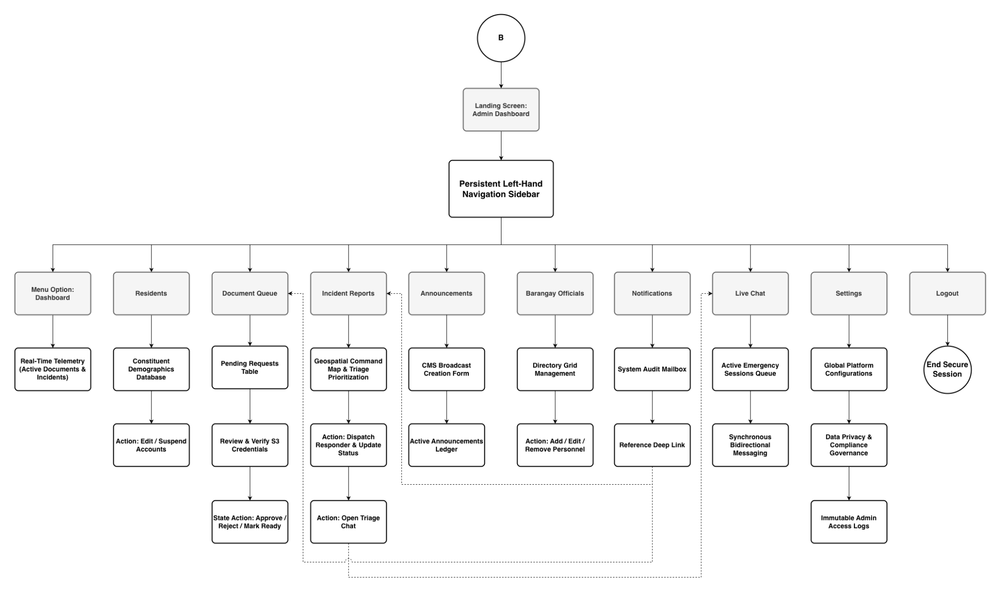 B
Landing Screen:
Admin Dashboard
Persistent Left-Hand
Navigation Sidebar
Menu Option:
Dashboard
Residents
Document Queue
Incident Reports
Announcements
Barangay Officials
Notifications
Live Chat
Settings
Logout
Real-Time Telemetry
(Active Documents &
Incidents)
Constituent
Demographics
Database
Pending Requests
Table
Geospatial Command
Map & Triage
Prioritization
CMS Broadcast
Creation Form
Directory Grid
Management
System Audit Mailbox
Active Emergency
Sessions Queue
Global Platform
Configurations
End Secure
Session
Action: Edit / Suspend
Accounts
Review & Verify S3
Credentials
Action: Dispatch
Responder & Update
Status
Active Announcements
Ledger
Action: Add / Edit /
Remove Personnel
Reference Deep Link
Synchronous
Bidirectional
Messaging
Data Privacy &
Compliance
Governance
State Action: Approve /
Reject / Mark Ready
Action: Open Triage
Chat
Immutable Admin
Access Logs